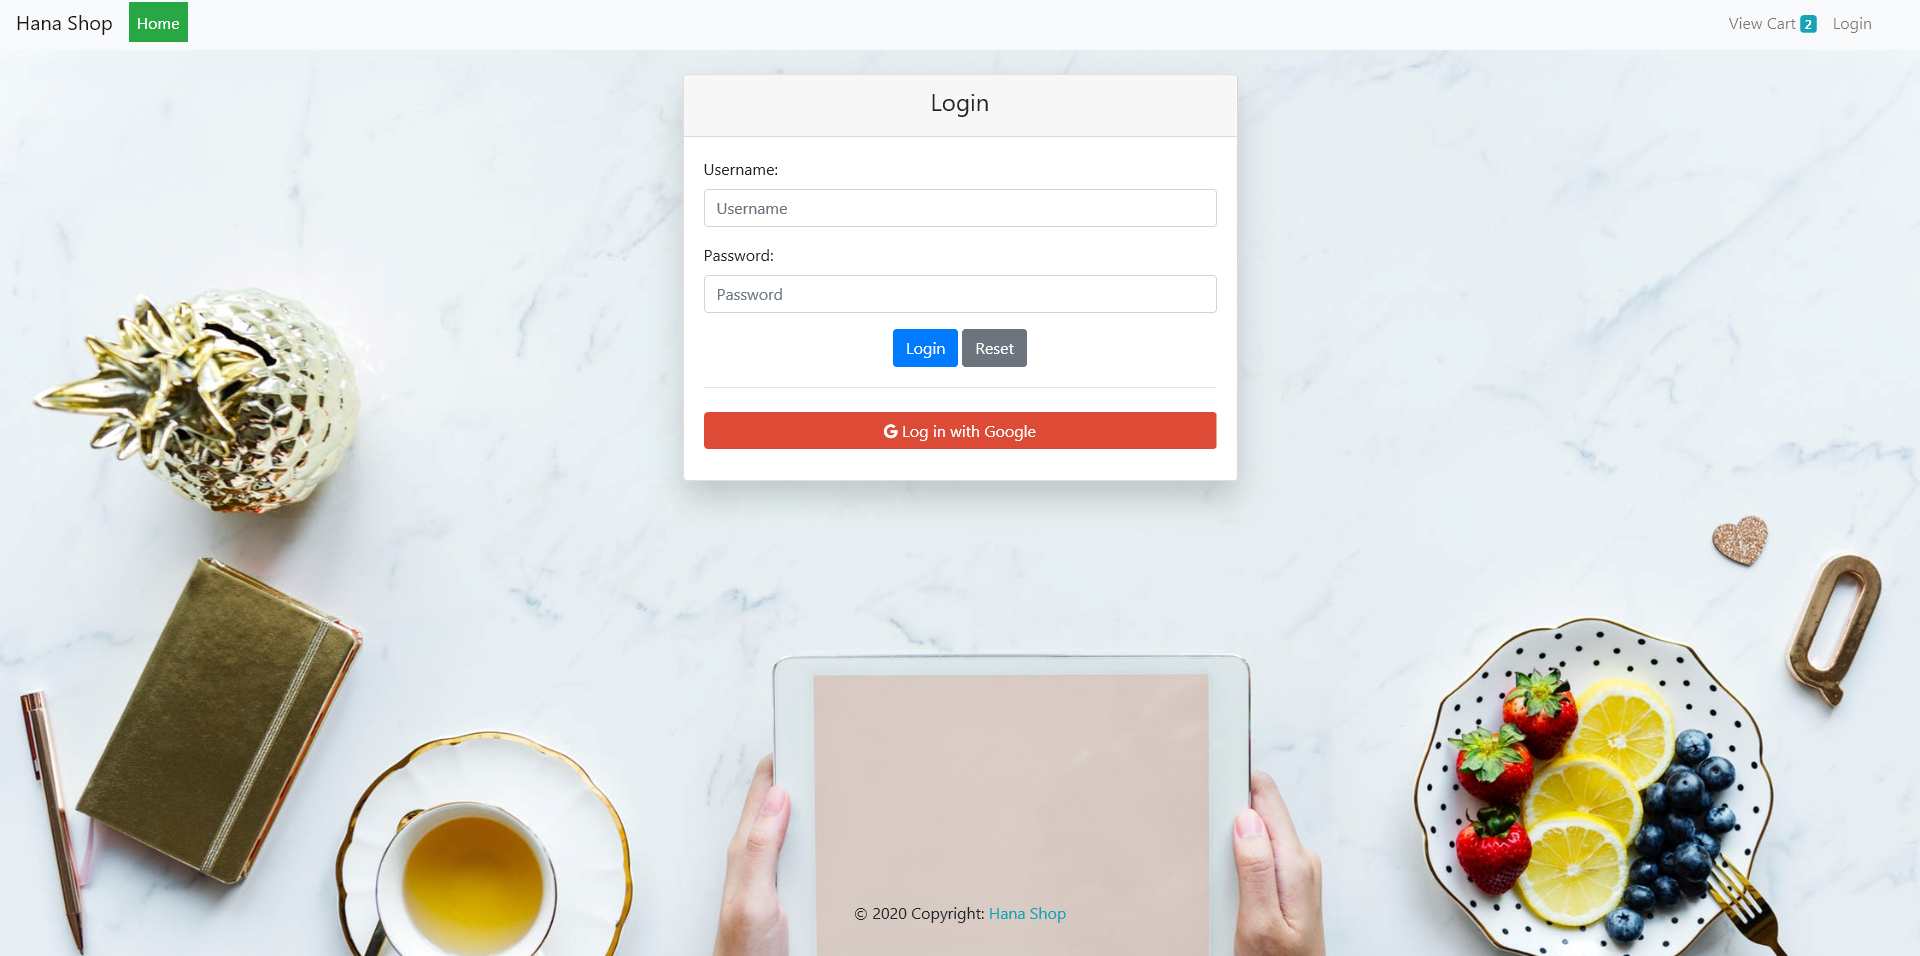 Hana Shop Home View Cart 2 Login
Login
Username:
Username
Password:
Password
Login Reset
G Log in with Google
© 2020 Copyright: Hana Shop